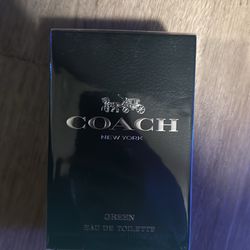 COACH
NEW YORK
GREEN
EAU DE TOILETTE